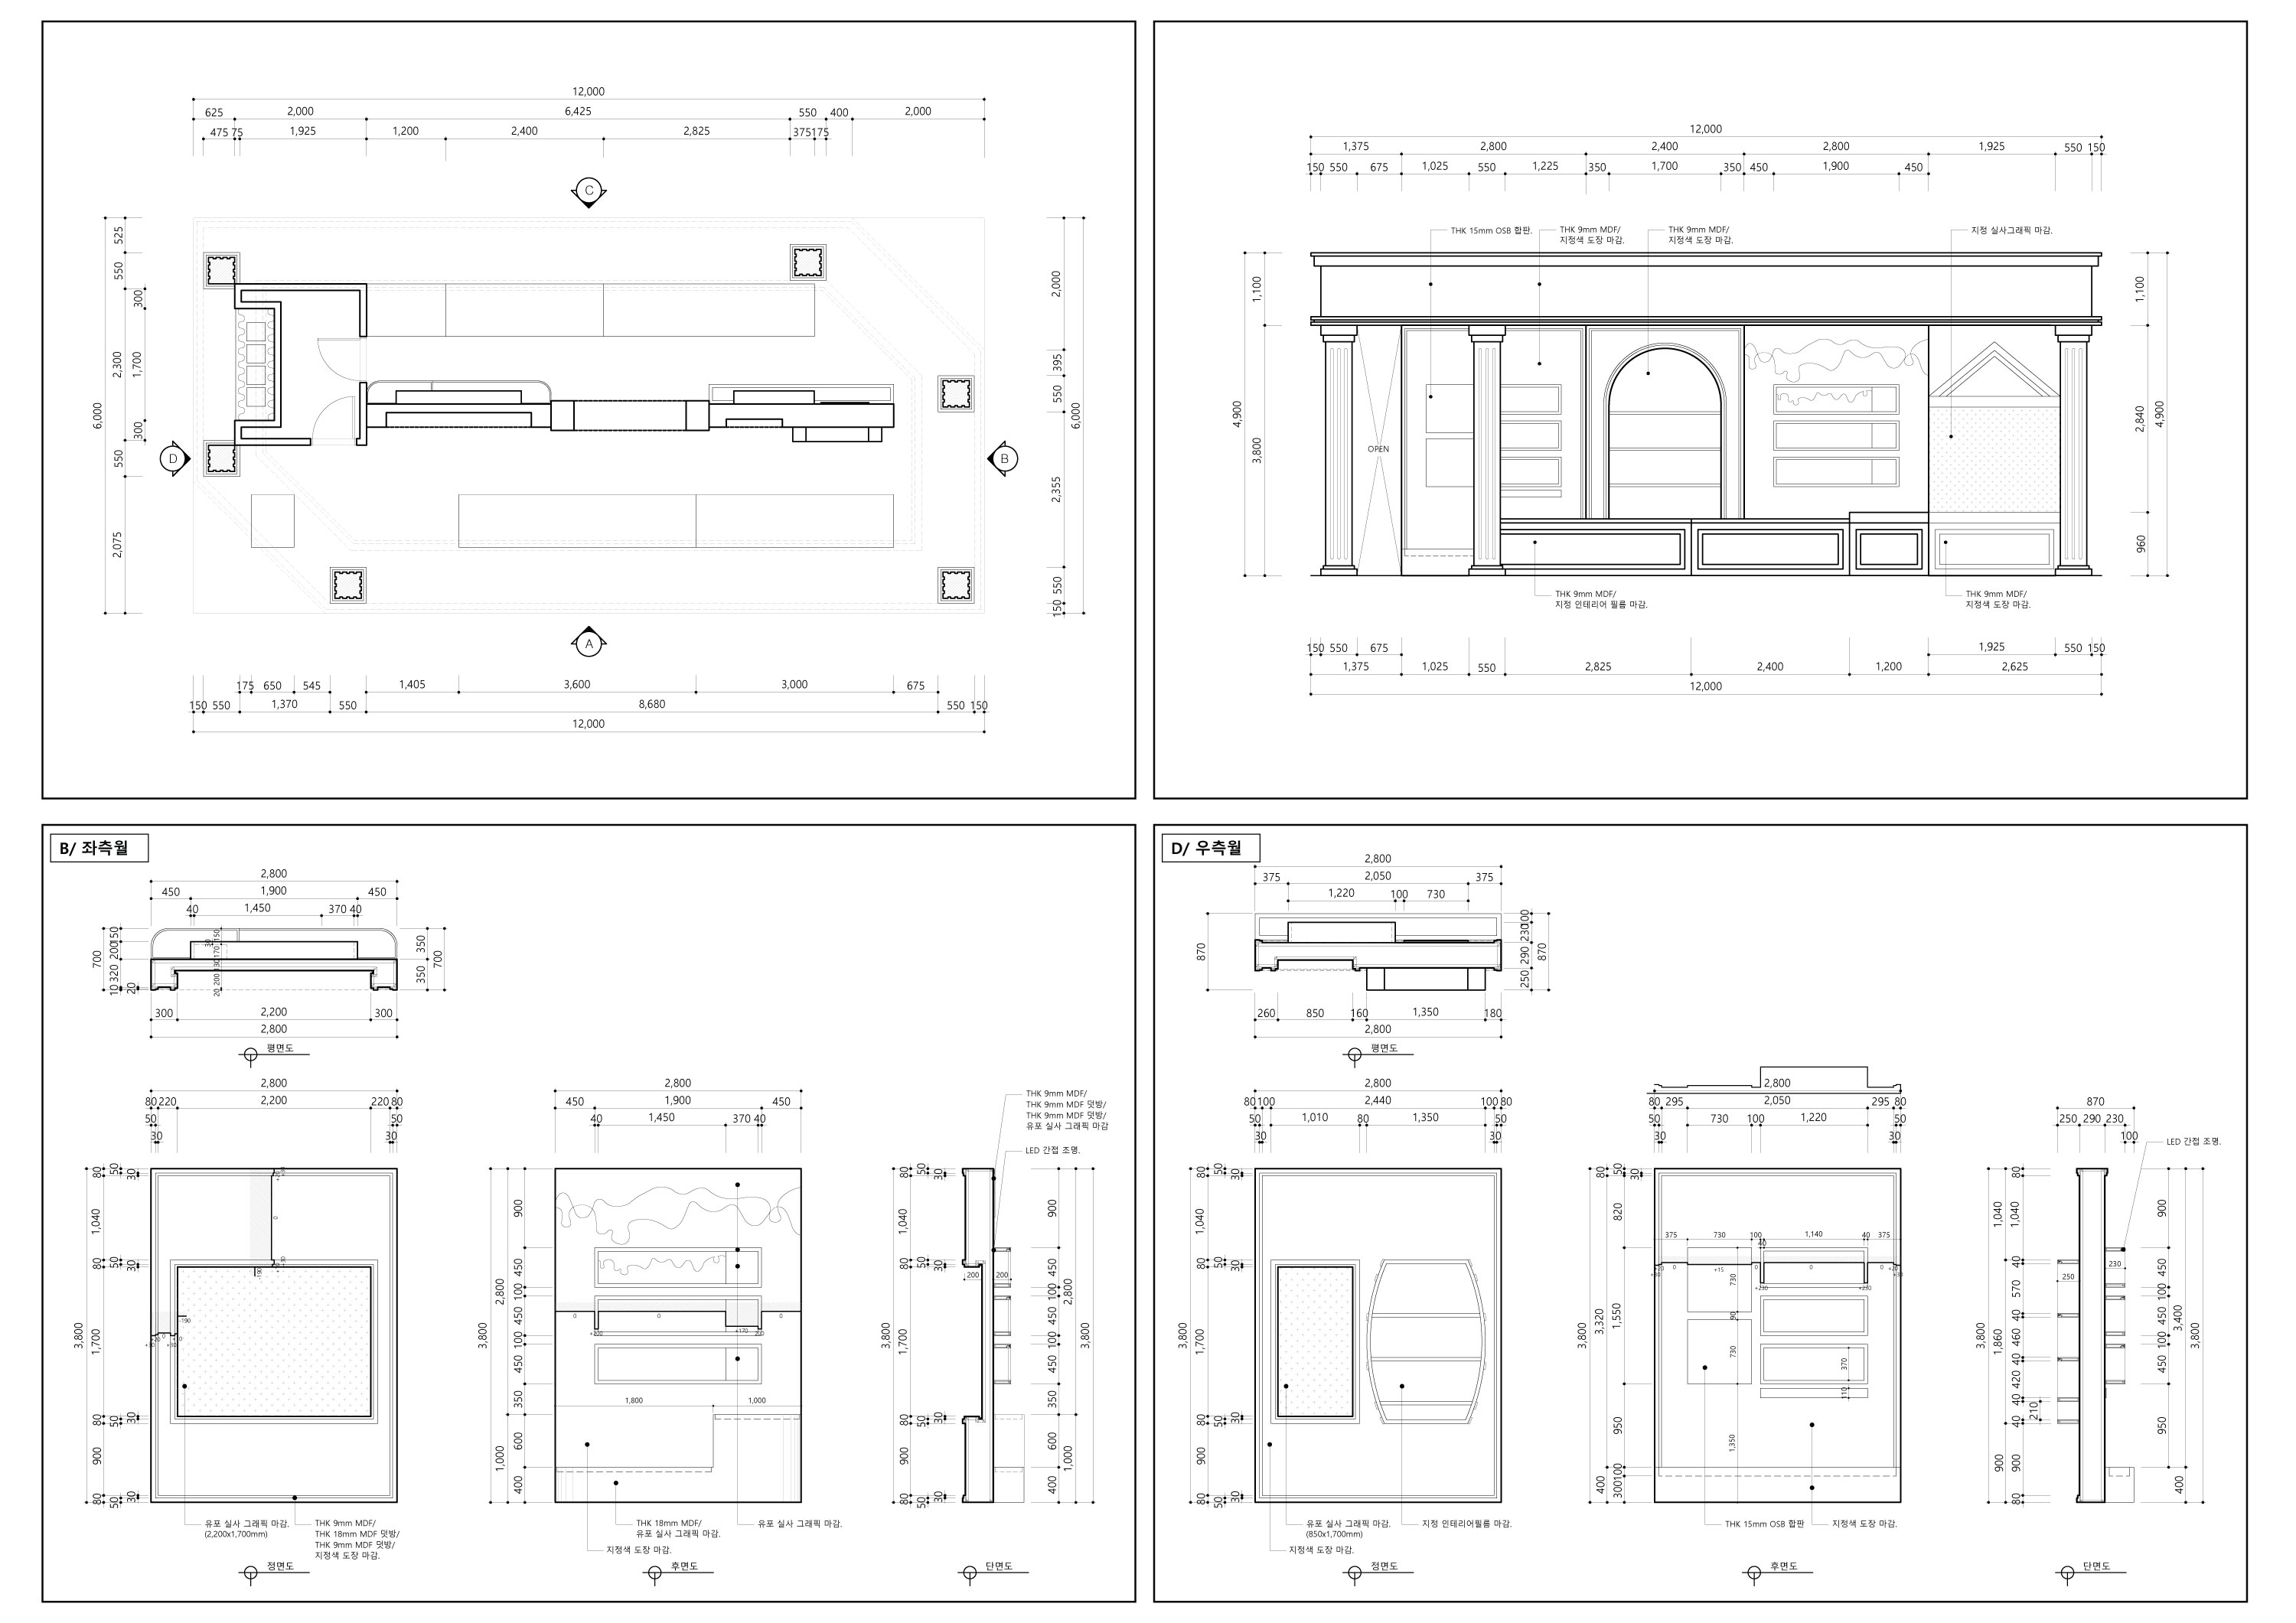 12,000
625 2,000 6,425 550 400 2,000
475 75 1,925 1,200 2,400 2,825 375 175
C
525
550
300
2,300
1,700
6,000
300
550
2,075
2,000
395
550
6,000
2,355
550
150
D
B
A
175 650 545 1,405 3,600 3,000 675
150 550 1,370 550 8,680 550 150
12,000
12,000
1,375 2,800 2,400 2,800 1,925 550 150
150 550 675 1,025 550 1,225 350 1,700 350 450 1,900 450
THK 15mm OSB 합판.
THK 9mm MDF/
지정색 도장 마감.
THK 9mm MDF/
지정색 도장 마감.
지정 실사그래픽 마감.
1,100
4,900
3,800
OPEN
1,100
2,840
4,900
960
THK 9mm MDF/
지정 인테리어 필름 마감.
THK 9mm MDF/
지정색 도장 마감.
150 550 675 1,925 550 150
1,375 1,025 550 2,825 2,400 1,200 2,625
12,000
B/ 좌측월
2,800
450 1,900 450
40 1,450 370 40
700
150
200
320
10
20
350
350
700
300 2,200 300
2,800
평면도
2,800
80 220 2,200 220 80
50 50
30 30
3,800
80
1,040
80
1,700
80
900
80
50
30
유포 실사 그래픽 마감.
(2,200x1,700mm)
THK 9mm MDF/
THK 18mm MDF 덧방/
THK 9mm MDF 덧방/
지정색 도장 마감.
정면도
2,800
450 1,900 450
40 1,450 370 40
3,800
2,800
1,000
900
450
100
450
100
450
350
600
400
1,800 1,000
THK 18mm MDF/
유포 실사 그래픽 마감.
유포 실사 그래픽 마감.
지정색 도장 마감.
후면도
THK 9mm MDF/
THK 9mm MDF 덧방/
THK 9mm MDF 덧방/
유포 실사 그래픽 마감
LED 간접 조명.
3,800
80
1,040
80
1,700
80
900
80
200 200
900
450
100
450
100
450
350
600
400
2,800
1,000
3,800
단면도
D/ 우측월
2,800
375 2,050 375
1,220 100 730
870
100
230
290
250
870
260 850 160 1,350 180
2,800
평면도
2,800
80 100 2,440 100 80
50 1,010 80 1,350 50
30 30
3,800
80
1,040
80
1,700
80
900
80
유포 실사 그래픽 마감.
(850x1,700mm)
지정 인테리어필름 마감.
지정색 도장 마감.
정면도
2,800
80 295 2,050 295 80
50 730 100 1,220 50
30 30
3,800
80
3,320
400
820
1,550
950
100
300
375 730 100 1,140 40 375
40
730
90
730
370
110
1,350
THK 15mm OSB 합판
지정색 도장 마감.
후면도
870
250 290 230
100
LED 간접 조명.
3,800
80
1,040
1,860
900
1,040
40
570
40
460
40
420
40
210
40
900
80
250
230
900
450
100
450
100
450
950
400
3,400
3,800
단면도